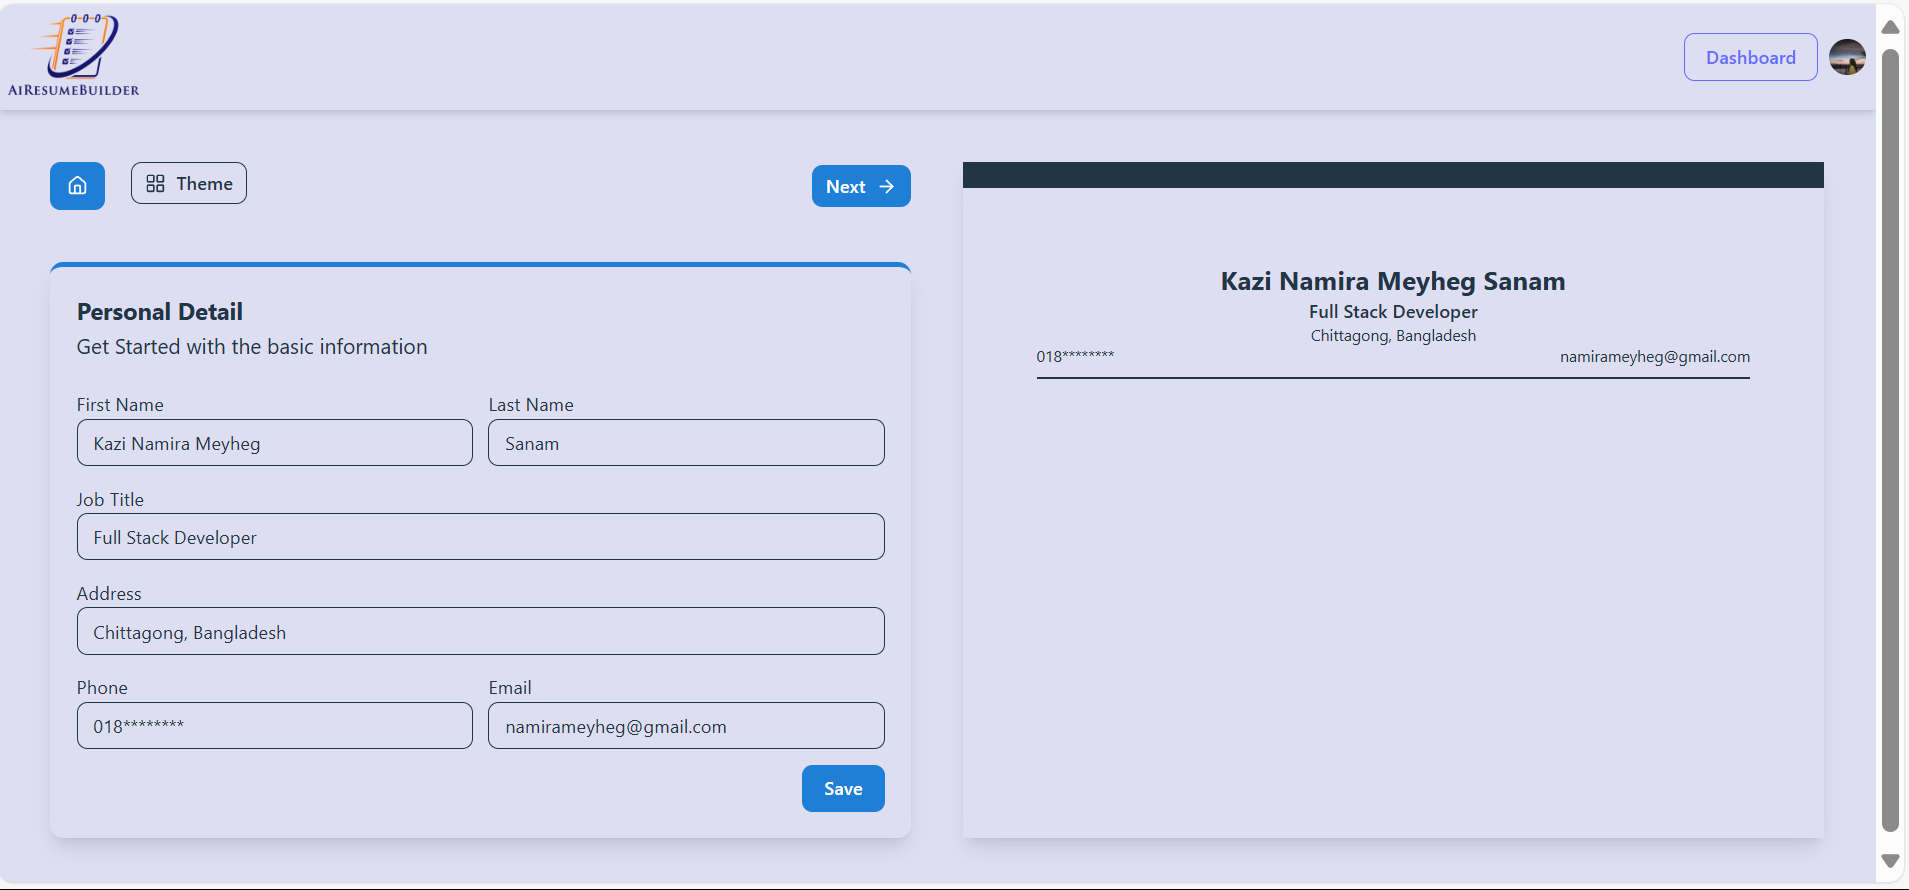 AiResumeBuilder
Dashboard
Theme
Next
Personal Detail
Get Started with the basic information
First Name
Last Name
Kazi Namira Meyheg
Sanam
Job Title
Full Stack Developer
Address
Chittagong, Bangladesh
Phone
Email
018********
namirameyheg@gmail.com
Save
Kazi Namira Meyheg Sanam
Full Stack Developer
Chittagong, Bangladesh
018********
namirameyheg@gmail.com